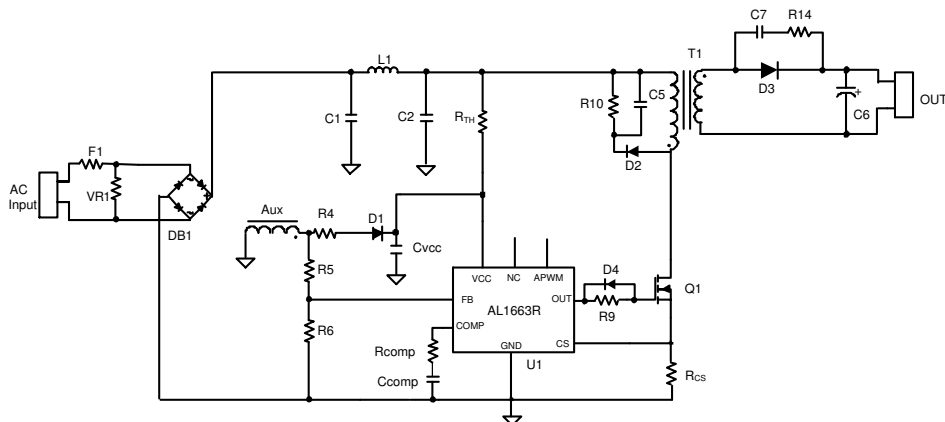 C7
R14
T1
L1
D3
C5
R10
C1
C2
RTH
C6
OUT
F1
D2
AC
Input
VR1
Aux
R4
D1
DB1
Cvcc
R5
VCC
NC
APWM
D4
FB
OUT
Q1
AL1663R
R9
R6
COMP
Rcomp
GND
CS
U1
RCS
Ccomp
+